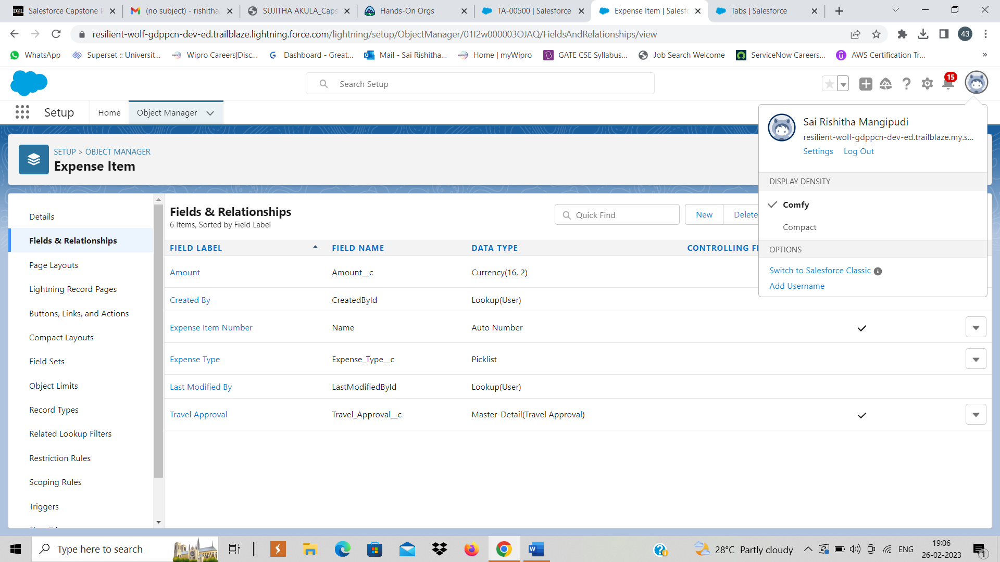 Salesforce Capstone P
(no subject) - rishitha.
SUJITHA AKULA_Caps
Hands-On Orgs
TA-00500 | Salesforce
Expense Item | Salesfo
Tabs | Salesforce
resilient-wolf-gdppcn-dev-ed.trailblaze.lightning.force.com/lightning/setup/ObjectManager/01I2w000003OJAQ/FieldsAndRelationships/view
43
WhatsApp
Superset :: Universit...
Wipro Careers|Disc...
Dashboard - Great...
Mail - Sai Rishitha...
Home | myWipro
GATE CSE Syllabus...
Job Search Welcome
ServiceNow Careers...
AWS Certification Tr...
»
Search Setup
15
Setup
Home
Object Manager
Sai Rishitha Mangipudi
resilient-wolf-gdppcn-dev-ed.trailblaze.my.s...
Settings Log Out
DISPLAY DENSITY
Comfy
Compact
OPTIONS
Switch to Salesforce Classic
Add Username
SETUP > OBJECT MANAGER
Expense Item
Details
Fields & Relationships
Page Layouts
Lightning Record Pages
Buttons, Links, and Actions
Compact Layouts
Field Sets
Object Limits
Record Types
Related Lookup Filters
Restriction Rules
Scoping Rules
Triggers
Fields & Relationships
6 Items, Sorted by Field Label
Quick Find
New
Delete
FIELD LABEL FIELD NAME DATA TYPE CONTROLLING
Amount Amount__c Currency(16, 2)
Created By CreatedById Lookup(User)
Expense Item Number Name Auto Number
Expense Type Expense_Type__c Picklist
Last Modified By LastModifiedById Lookup(User)
Travel Approval Travel_Approval__c Master-Detail(Travel Approval)
Type here to search
28°C Partly cloudy
ENG
19:06
26-02-2023
1